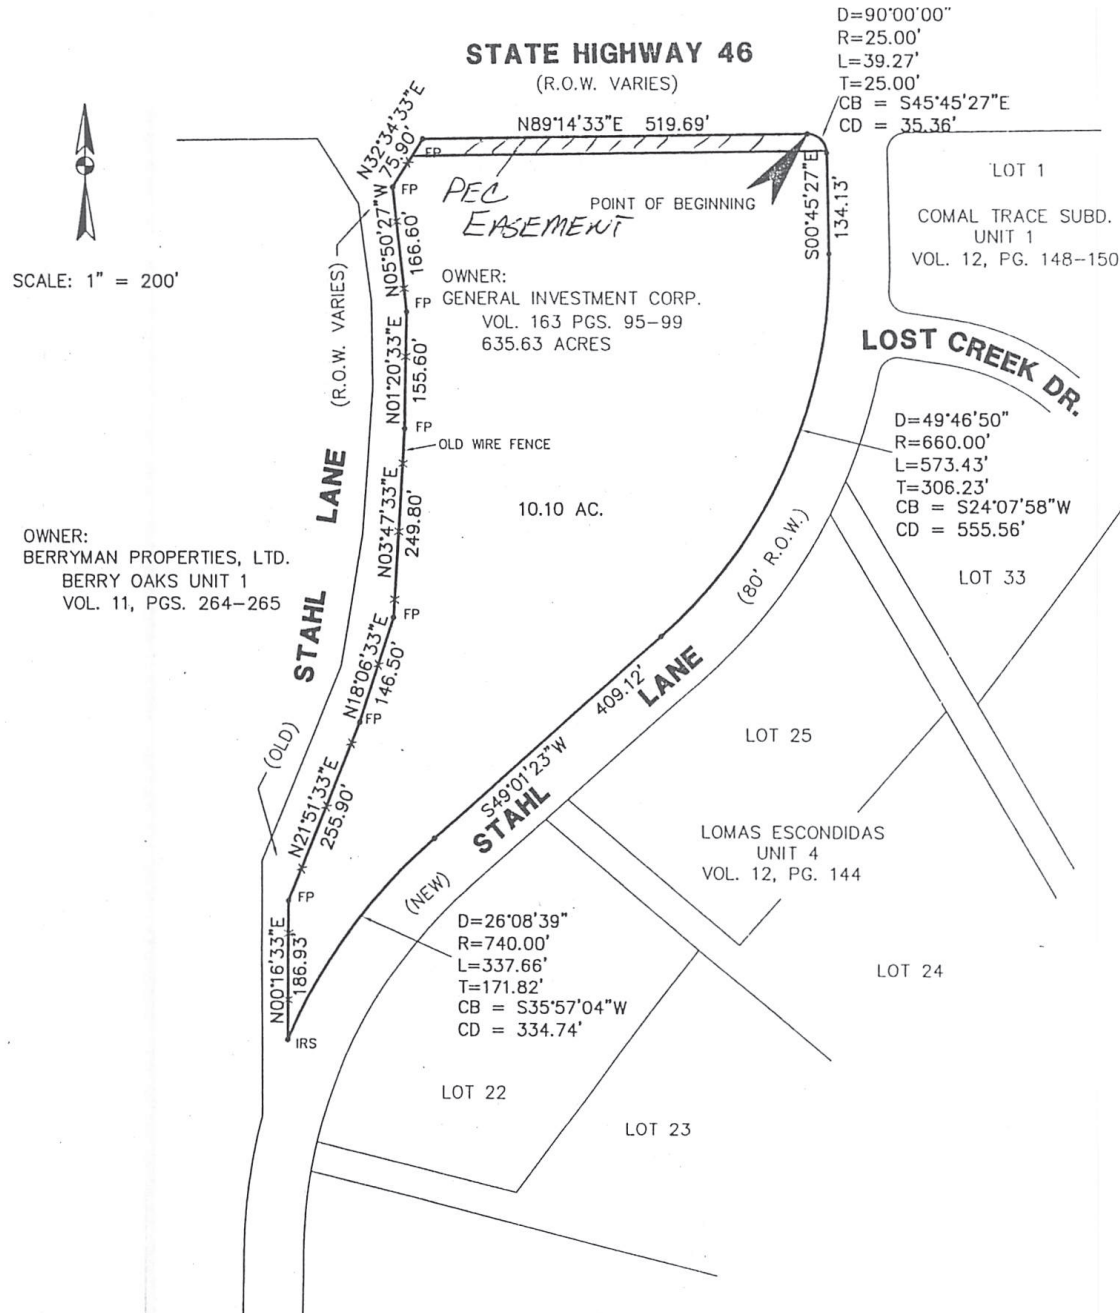 D=90°00'00"
R=25.00'
L=39.27'
T=25.00'
CB = S45°45'27"E
CD = 35.36'
STATE HIGHWAY 46
(R.O.W. VARIES)
N89°14'33"E 519.69'
N32°34'33"E
75.90'
FP
FP
PEC
EASEMENT
POINT OF BEGINNING
S00°45'27"E
134.13'
LOT 1
COMAL TRACE SUBD.
UNIT 1
VOL. 12, PG. 148-150
SCALE: 1" = 200'
N05°50'27"W
166.60'
(R.O.W. VARIES)
OWNER:
GENERAL INVESTMENT CORP.
VOL. 163 PGS. 95-99
635.63 ACRES
FP
LOST CREEK DR.
N01°20'33"E
155.60'
FP
OLD WIRE FENCE
D=49°46'50"
R=660.00'
L=573.43'
T=306.23'
CB = S24°07'58"W
CD = 555.56'
10.10 AC.
N03°47'33"E
249.80'
OWNER:
BERRYMAN PROPERTIES, LTD.
BERRY OAKS UNIT 1
VOL. 11, PGS. 264-265
STAHL LANE
(80' R.O.W.)
LOT 33
FP
N18°06'33"E
146.50'
FP
409.12'
S49°01'23"W
STAHL LANE
LOT 25
(OLD)
N21°51'33"E
255.90'
LOMAS ESCONDIDAS
UNIT 4
VOL. 12, PG. 144
(NEW)
FP
N00°16'33"E
186.93'
D=26°08'39"
R=740.00'
L=337.66'
T=171.82'
CB = S35°57'04"W
CD = 334.74'
LOT 24
IRS
LOT 22
LOT 23